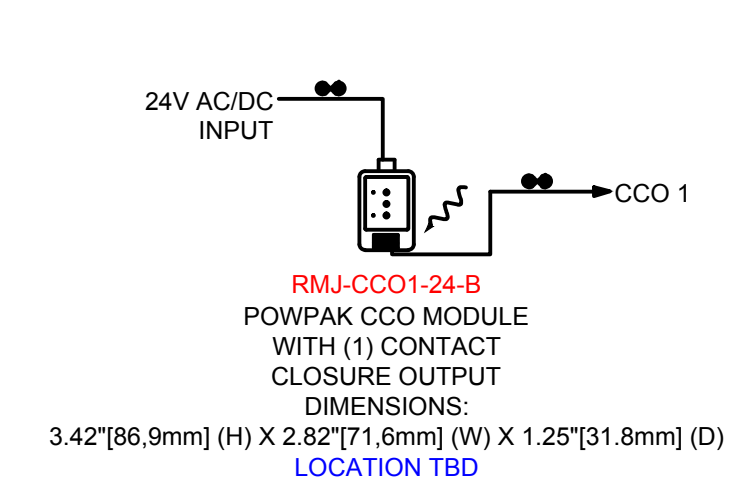 24V AC/DC
INPUT
CCO 1
RMJ-CCO1-24-B
POWPAK CCO MODULE
WITH (1) CONTACT
CLOSURE OUTPUT
DIMENSIONS:
3.42"[86,9mm] (H) X 2.82"[71,6mm] (W) X 1.25"[31.8mm] (D)
LOCATION TBD